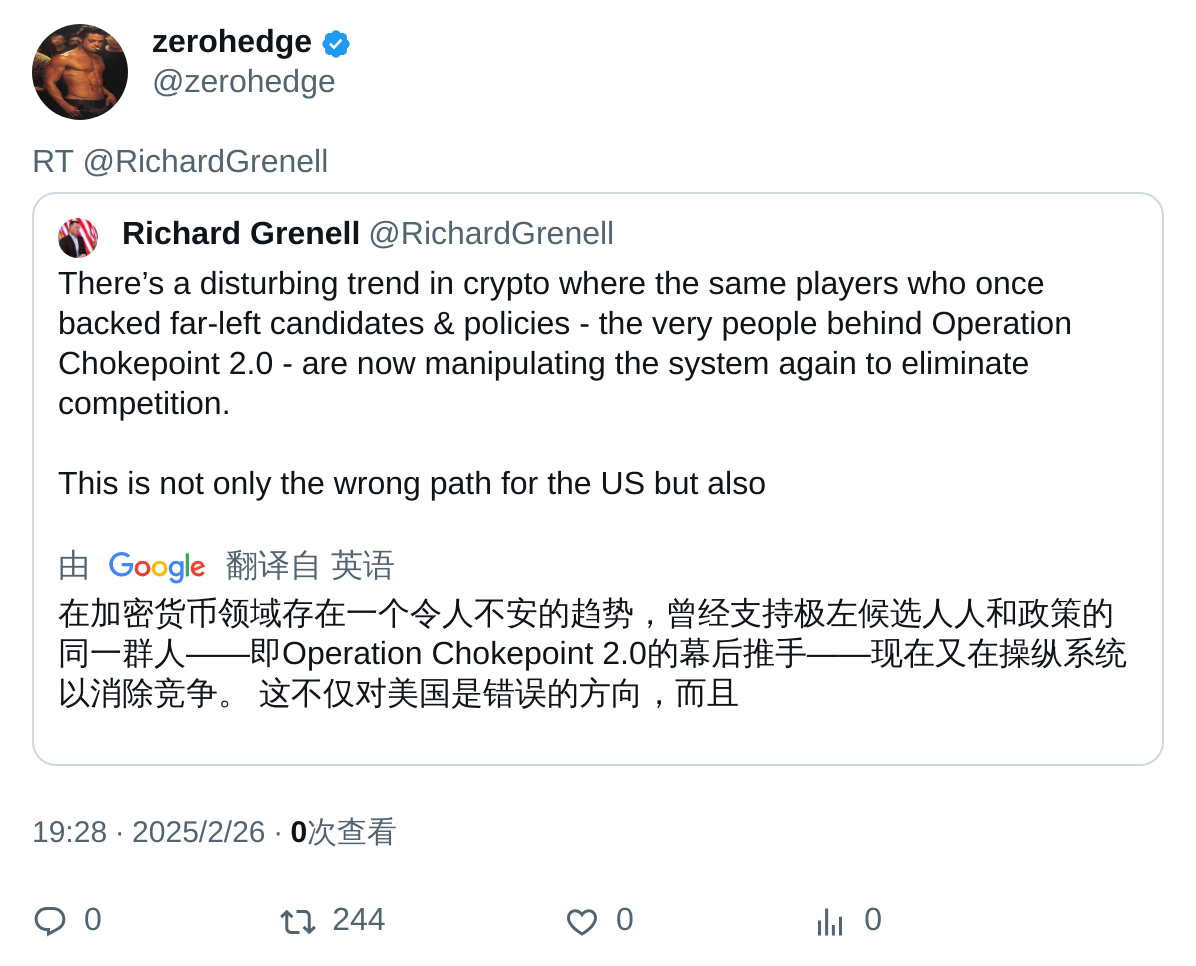 zerohedge
@zerohedge
RT @RichardGrenell
Richard Grenell @RichardGrenell
There’s a disturbing trend in crypto where the same players who once
backed far-left candidates & policies - the very people behind Operation
Chokepoint 2.0 - are now manipulating the system again to eliminate
competition.
This is not only the wrong path for the US but also
由 Google 翻译自 英语
在加密货币领域存在一个令人不安的趋势，曾经支持极左候选人人和政策的
同一群人——即Operation Chokepoint 2.0的幕后推手——现在又在操纵系统
以消除竞争。 这不仅对美国是错误的方向，而且
19:28 · 2025/2/26 · 0次查看
0 244 0 0